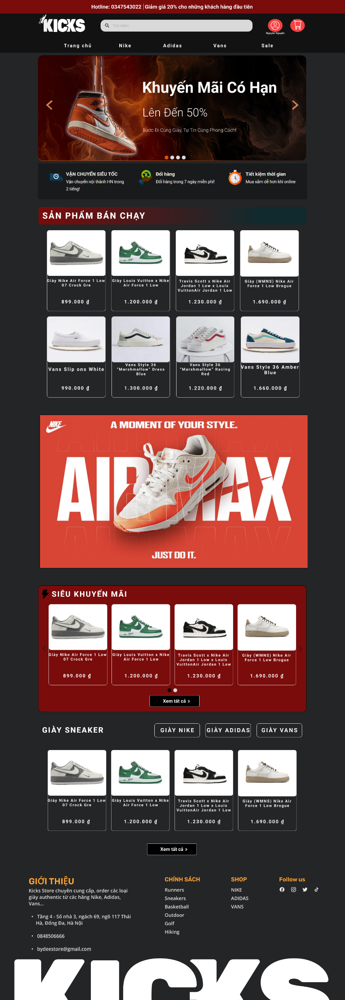 Hotline: 0347543022 | Giảm giá 20% cho những khách hàng đầu tiên
KICKS
Tìm kiếm
Nguyên Nguyễn
Trang chủ Nike Adidas Vans Sale
Khuyến Mãi Có Hạn
Lên Đến 50%
Bước Đi Cùng Giày, Tự Tin Cùng Phong Cách!
VẬN CHUYỂN SIÊU TỐC
Vận chuyển nội thành HN trong
2 tiếng!
Đổi hàng
Đổi hàng trong 7 ngày miễn phí!
Tiết kiệm thời gian
Mua sắm dễ hơn khi online
SẢN PHẨM BÁN CHẠY
Giày Nike Air Force 1 Low
07 Crock Gre
899.000 ₫
Giày Louis Vuitton x Nike
Air Force 1 Low
1.200.000 ₫
Travis Scott x Nike Air
Jordan 1 Low x Louis
VuittonAir Jordan 1 Low
1.230.000 ₫
Giày (WMNS) Nike Air
Force 1 Low Brogue
1.690.000 ₫
Vans Slip ons White
990.000 ₫
Vans Style 36
"Marshmallow" Dress
Blue
1.300.000 ₫
Vans Style 36
"Marshmallow" Racing
Red
1.220.000 ₫
Vans Style 36 Amber
Blue
1.660.000 ₫
NIKE
A MOMENT OF YOUR STYLE.
AIR MAX
AIR MAX
AIR MAX
JUST DO IT.
SIÊU KHUYẾN MÃI
Giày Nike Air Force 1 Low
07 Crock Gre
899.000 ₫
Giày Louis Vuitton x Nike
Air Force 1 Low
1.200.000 ₫
Travis Scott x Nike Air
Jordan 1 Low x Louis
VuittonAir Jordan 1 Low
1.230.000 ₫
Giày (WMNS) Nike Air
Force 1 Low Brogue
1.690.000 ₫
Xem tất cả »
GIÀY SNEAKER
GIÀY NIKE GIÀY ADIDAS GIÀY VANS
Giày Nike Air Force 1 Low
07 Crock Gre
899.000 ₫
Giày Louis Vuitton x Nike
Air Force 1 Low
1.200.000 ₫
Travis Scott x Nike Air
Jordan 1 Low x Louis
VuittonAir Jordan 1 Low
1.230.000 ₫
Giày (WMNS) Nike Air
Force 1 Low Brogue
1.690.000 ₫
Xem tất cả »
GIỚI THIỆU
Kicks Store chuyên cung cấp, order các loại
giày authentic từ các hãng Nike, Adidas,
Vans...
• Tầng 4 - Số nhà 3, ngách 69, ngõ 117 Thái
Hà, Đống Đa, Hà Nội
• 0848506666
• bydeestore@gmail.com
CHÍNH SÁCH
Runners
Sneakers
Basketball
Outdoor
Golf
Hiking
SHOP
NIKE
ADIDAS
VANS
Follow us
KICKS